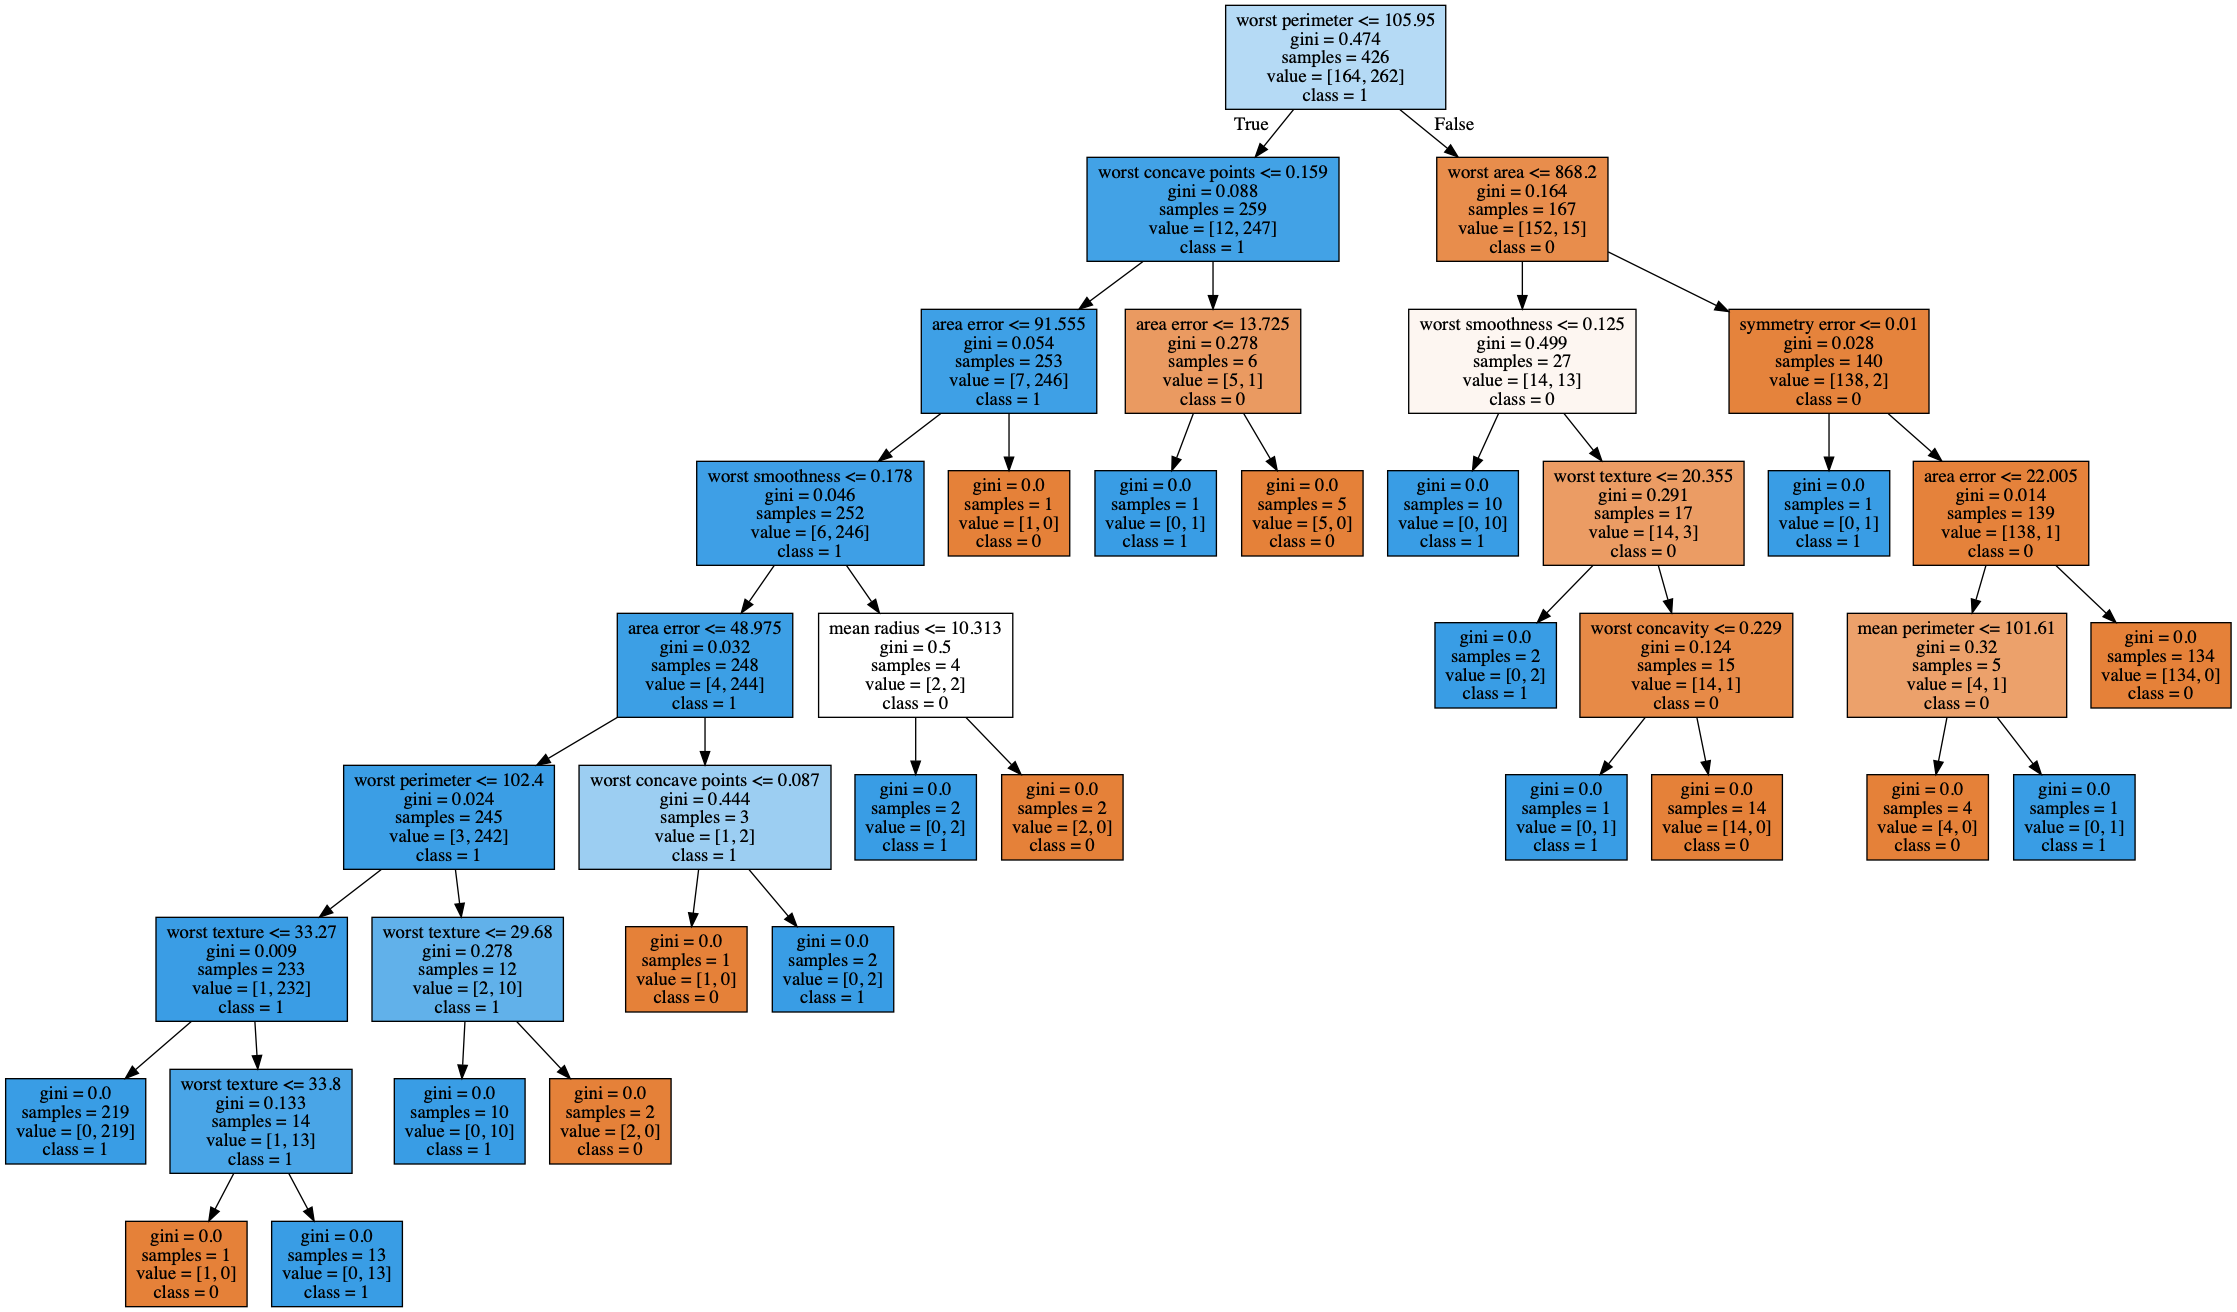 worst perimeter <= 105.95
gini = 0.474
samples = 426
value = [164, 262]
class = 1
True
False
worst concave points <= 0.159
gini = 0.088
samples = 259
value = [12, 247]
class = 1
worst area <= 868.2
gini = 0.164
samples = 167
value = [152, 15]
class = 0
area error <= 91.555
gini = 0.054
samples = 253
value = [7, 246]
class = 1
area error <= 13.725
gini = 0.278
samples = 6
value = [5, 1]
class = 0
worst smoothness <= 0.125
gini = 0.499
samples = 27
value = [14, 13]
class = 0
symmetry error <= 0.01
gini = 0.028
samples = 140
value = [138, 2]
class = 0
worst smoothness <= 0.178
gini = 0.046
samples = 252
value = [6, 246]
class = 1
gini = 0.0
samples = 1
value = [1, 0]
class = 0
gini = 0.0
samples = 1
value = [0, 1]
class = 1
gini = 0.0
samples = 5
value = [5, 0]
class = 0
gini = 0.0
samples = 10
value = [0, 10]
class = 1
worst texture <= 20.355
gini = 0.291
samples = 17
value = [14, 3]
class = 0
gini = 0.0
samples = 1
value = [0, 1]
class = 1
area error <= 22.005
gini = 0.014
samples = 139
value = [138, 1]
class = 0
area error <= 48.975
gini = 0.032
samples = 248
value = [4, 244]
class = 1
mean radius <= 10.313
gini = 0.5
samples = 4
value = [2, 2]
class = 0
gini = 0.0
samples = 2
value = [0, 2]
class = 1
worst concavity <= 0.229
gini = 0.124
samples = 15
value = [14, 1]
class = 0
mean perimeter <= 101.61
gini = 0.32
samples = 5
value = [4, 1]
class = 0
gini = 0.0
samples = 134
value = [134, 0]
class = 0
worst perimeter <= 102.4
gini = 0.024
samples = 245
value = [3, 242]
class = 1
worst concave points <= 0.087
gini = 0.444
samples = 3
value = [1, 2]
class = 1
gini = 0.0
samples = 2
value = [0, 2]
class = 1
gini = 0.0
samples = 2
value = [2, 0]
class = 0
gini = 0.0
samples = 1
value = [0, 1]
class = 1
gini = 0.0
samples = 14
value = [14, 0]
class = 0
gini = 0.0
samples = 4
value = [4, 0]
class = 0
gini = 0.0
samples = 1
value = [0, 1]
class = 1
worst texture <= 33.27
gini = 0.009
samples = 233
value = [1, 232]
class = 1
worst texture <= 29.68
gini = 0.278
samples = 12
value = [2, 10]
class = 1
gini = 0.0
samples = 1
value = [1, 0]
class = 0
gini = 0.0
samples = 2
value = [0, 2]
class = 1
gini = 0.0
samples = 219
value = [0, 219]
class = 1
worst texture <= 33.8
gini = 0.133
samples = 14
value = [1, 13]
class = 1
gini = 0.0
samples = 10
value = [0, 10]
class = 1
gini = 0.0
samples = 2
value = [2, 0]
class = 0
gini = 0.0
samples = 1
value = [1, 0]
class = 0
gini = 0.0
samples = 13
value = [0, 13]
class = 1